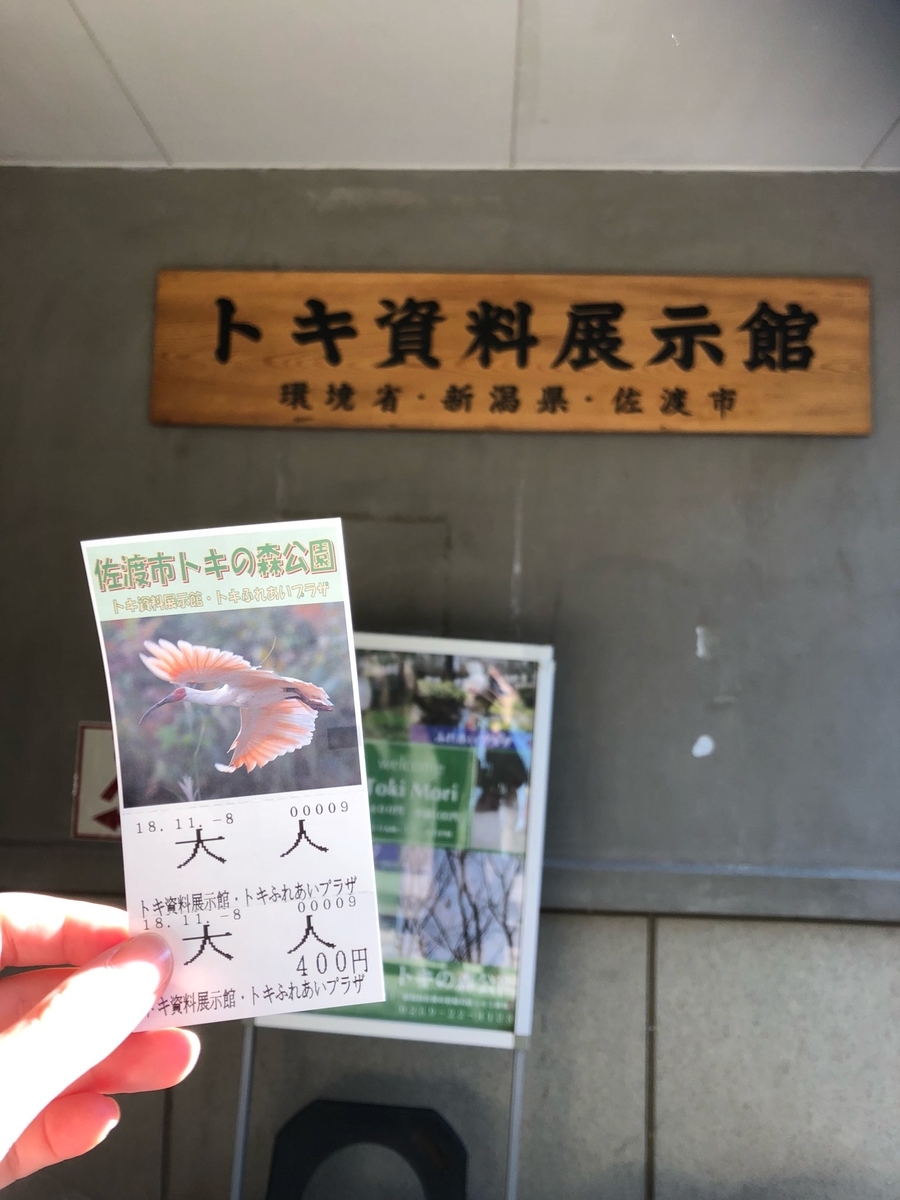 トキ資料展示館
環境省・新潟県・佐渡市
佐渡市トキの森公園
トキ資料展示館・トキふれあいプラザ
18.11.-8 00009
大人
トキ資料展示館・トキふれあいプラザ
18.11.-8 00009
大人
400円
トキ資料展示館・トキふれあいプラザ
welcome
Toki Mori
トキの森公園